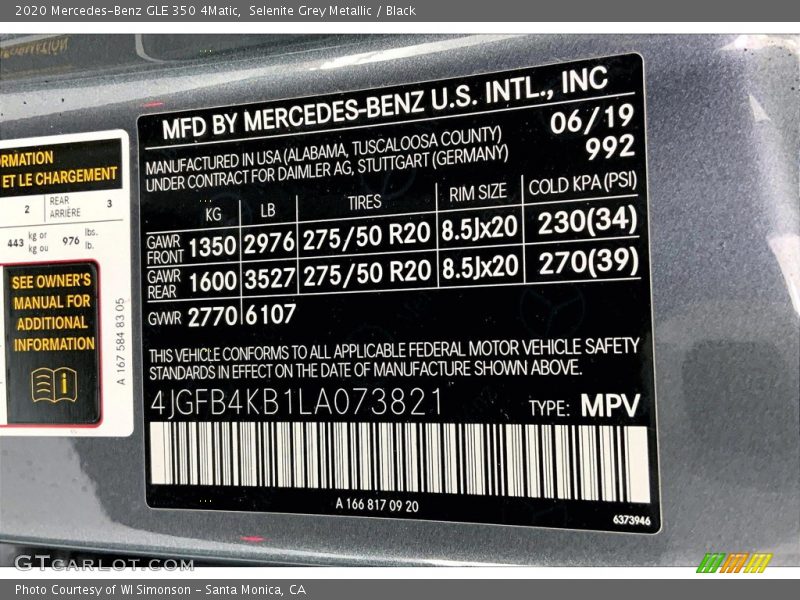 2020 Mercedes-Benz GLE 350 4Matic, Selenite Grey Metallic / Black
RMATION
ET LE CHARGEMENT
2 REAR ARRIÈRE 3
443 kg or kg ou 976 lbs. lb.
SEE OWNER'S
MANUAL FOR
ADDITIONAL
INFORMATION
A 167 584 83 05
MFD BY MERCEDES-BENZ U.S. INTL., INC
MANUFACTURED IN USA (ALABAMA, TUSCALOOSA COUNTY) 06/19
UNDER CONTRACT FOR DAIMLER AG, STUTTGART (GERMANY) 992
KG LB TIRES RIM SIZE COLD KPA(PSI)
GAWR FRONT 1350 2976 275/50 R20 8.5Jx20 230(34)
GAWR REAR 1600 3527 275/50 R20 8.5Jx20 270(39)
GVWR 2770 6107
THIS VEHICLE CONFORMS TO ALL APPLICABLE FEDERAL MOTOR VEHICLE SAFETY
STANDARDS IN EFFECT ON THE DATE OF MANUFACTURE SHOWN ABOVE.
4JGFB4KB1LA073821 TYPE: MPV
A 166 817 09 20
6373946
GTCARLOT.COM
Photo Courtesy of WI Simonson - Santa Monica, CA